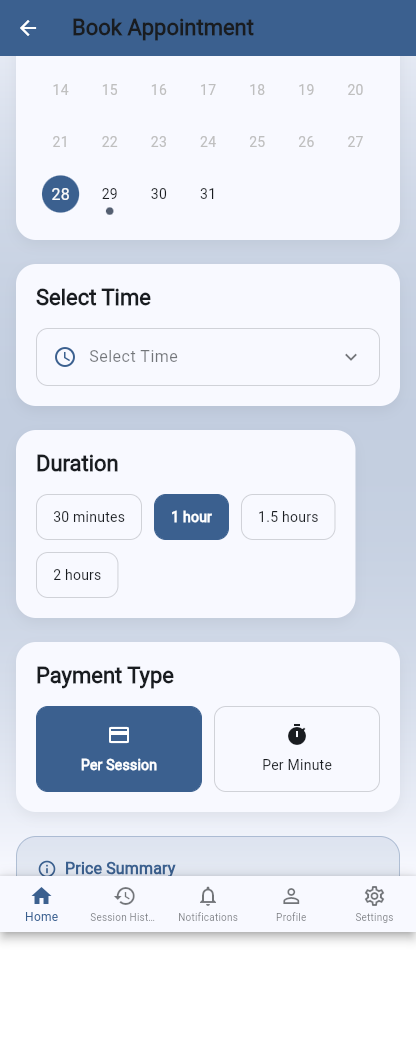 Book Appointment
14 15 16 17 18 19 20
21 22 23 24 25 26 27
28 29 30 31
Select Time
Select Time
Duration
30 minutes 1 hour 1.5 hours
2 hours
Payment Type
Per Session Per Minute
Price Summary
Home Session Hist... Notifications Profile Settings